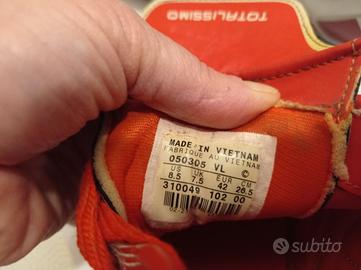 TOTALISSIMO
MADE IN VIETNAM
FABRIQUE AU VIETNAM
050305 VL ©
US UK EUR CM
8.5 7.5 42 26.5
310049 102 00
subito